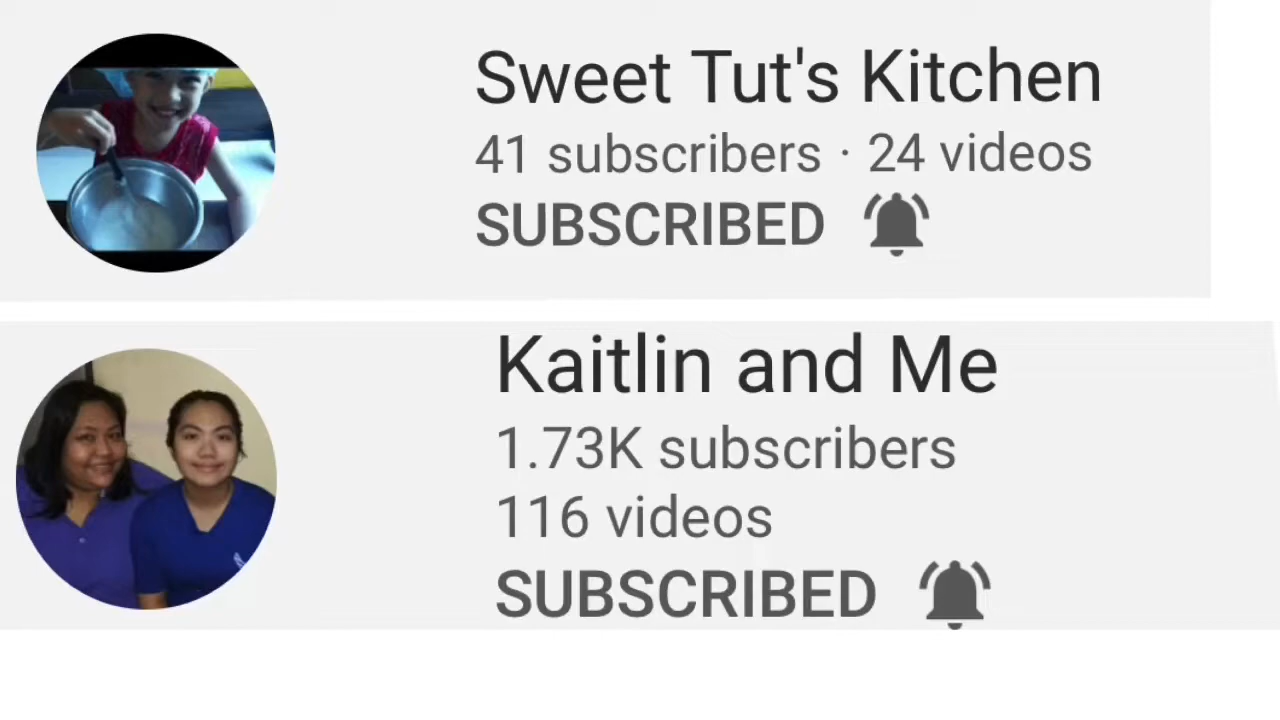 Sweet Tut's Kitchen
41 subscribers · 24 videos
SUBSCRIBED
Kaitlin and Me
1.73K subscribers
116 videos
SUBSCRIBED